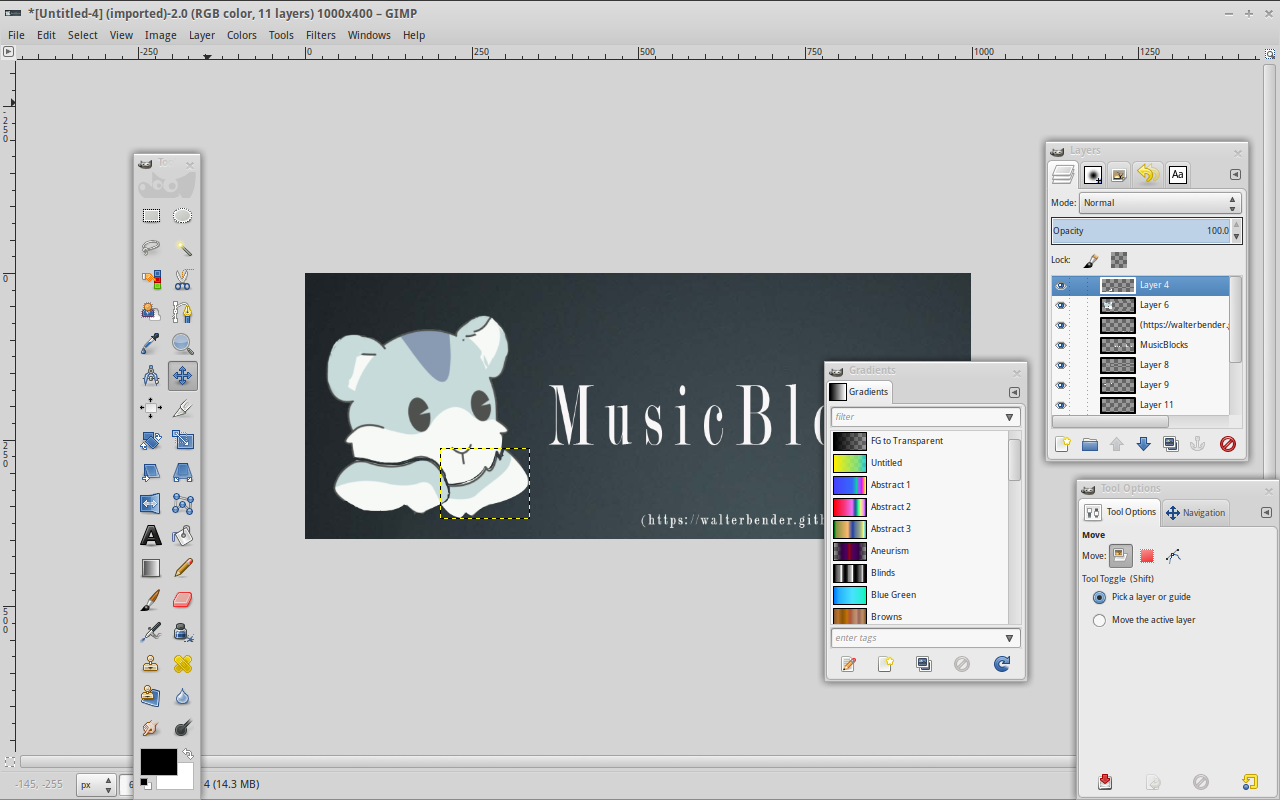 *[Untitled-4] (imported)-2.0 (RGB color, 11 layers) 1000x400 – GIMP
File Edit Select View Image Layer Colors Tools Filters Windows Help
-250 0 250 500 750 1000 1250
-250
0
250
500
Layers
Mode: Normal
Opacity 100.0
Lock:
Layer 4
Layer 6
(https://walterbender.g
MusicBlocks
Layer 8
Layer 9
Layer 11
MusicBlo
(https://walterbender.gith
Gradients
Gradients
filter
FG to Transparent
Untitled
Abstract 1
Abstract 2
Abstract 3
Aneurism
Blinds
Blue Green
Browns
enter tags
Tool Options
Tool Options Navigation
Move
Move:
Tool Toggle (Shift)
Pick a layer or guide
Move the active layer
-145, -255 px 6 4 (14.3 MB)